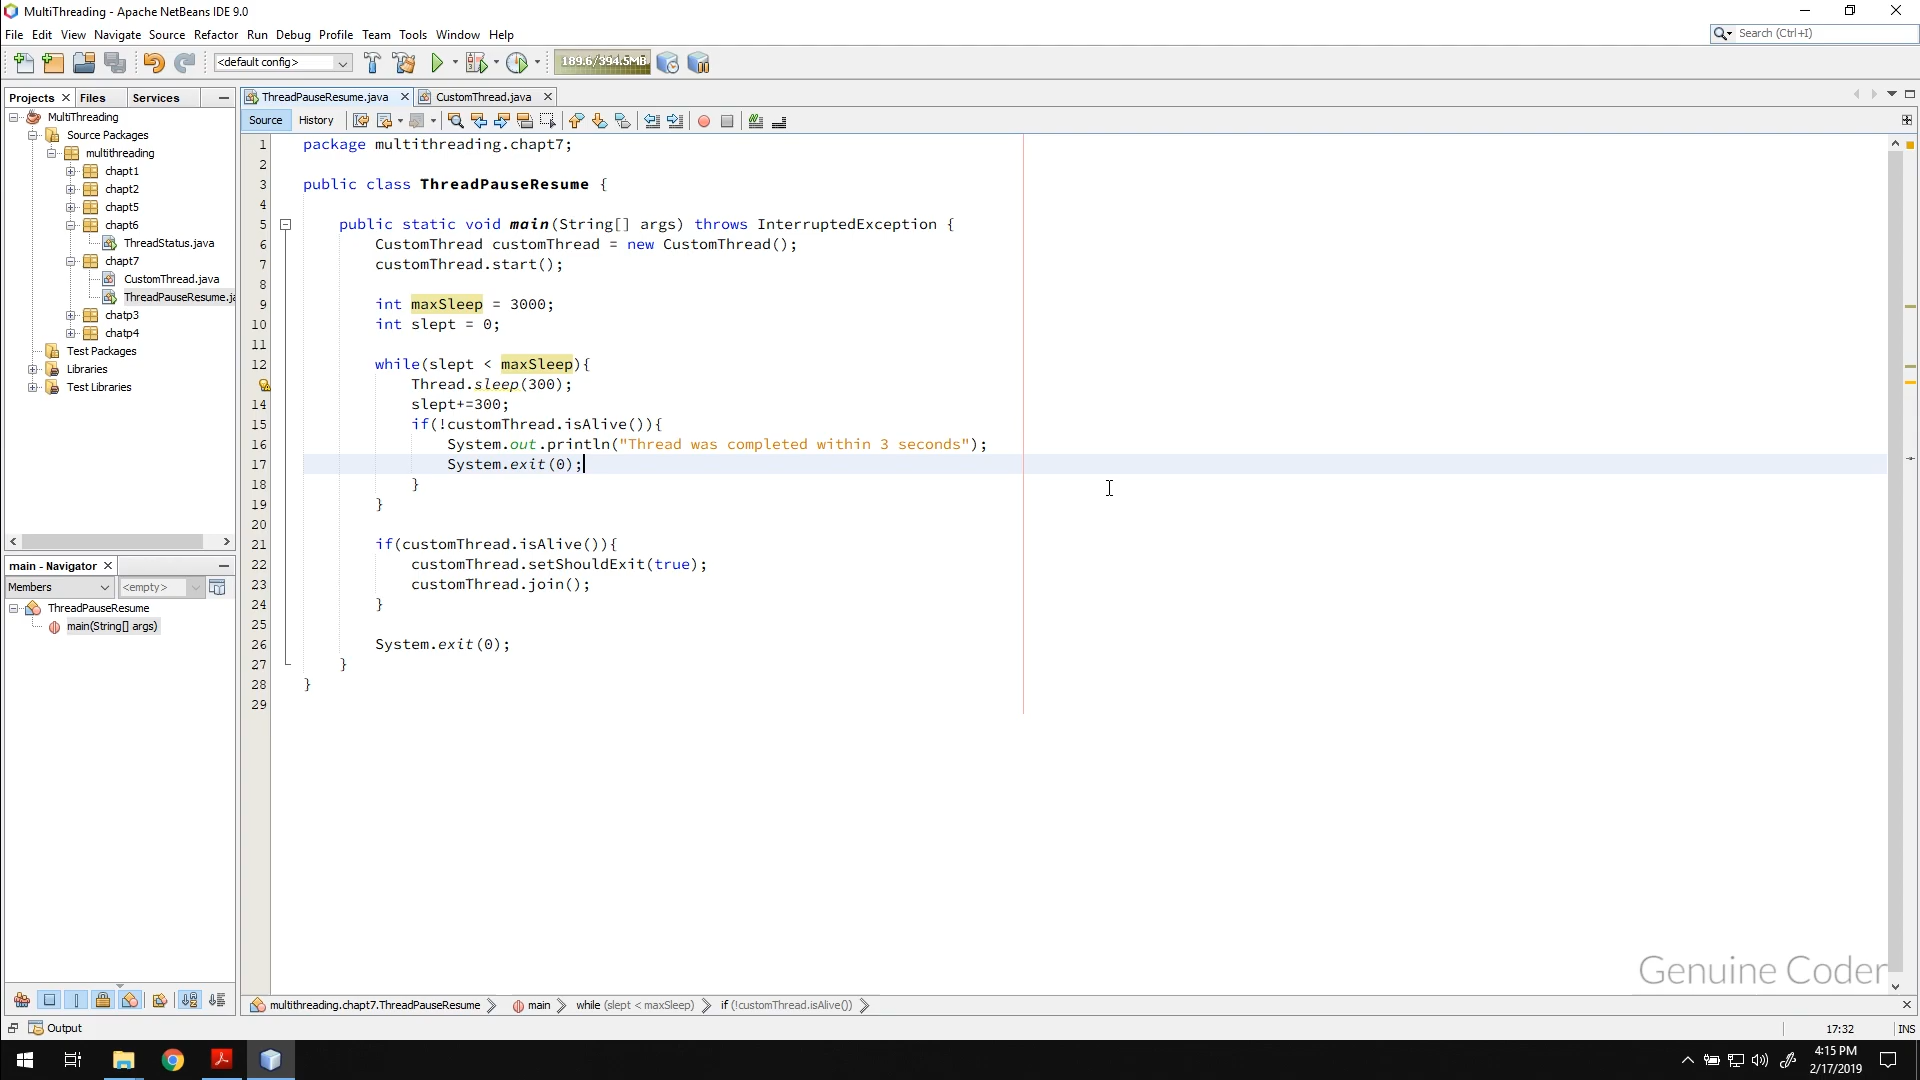 MultiThreading - Apache NetBeans IDE 9.0
File Edit View Navigate Source Refactor Run Debug Profile Team Tools Window Help
Search (Ctrl+I)
<default config>
189.6/394.5MB
Projects Files Services
ThreadPauseResume.java CustomThread.java
Source History
MultiThreading
Source Packages
multithreading
chapt1
chapt2
chapt5
chapt6
ThreadStatus.java
chapt7
CustomThread.java
ThreadPauseResume.ja
chatp3
chatp4
Test Packages
Libraries
Test Libraries
main - Navigator
Members <empty>
ThreadPauseResume
main(String[] args)
1 package multithreading.chapt7;
2
3 public class ThreadPauseResume {
4
5 public static void main(String[] args) throws InterruptedException {
6 CustomThread customThread = new CustomThread();
7 customThread.start();
8
9 int maxSleep = 3000;
10 int slept = 0;
11
12 while(slept < maxSleep){
Thread.sleep(300);
14 slept+=300;
15 if(!customThread.isAlive()){
16 System.out.println("Thread was completed within 3 seconds");
17 System.exit(0);
18 }
19 }
20
21 if(customThread.isAlive()){
22 customThread.setShouldExit(true);
23 customThread.join();
24 }
25
26 System.exit(0);
27 }
28 }
29
Genuine Coder
multithreading.chapt7.ThreadPauseResume main while (slept < maxSleep) if (!customThread.isAlive())
Output
17:32 INS
4:15 PM
2/17/2019